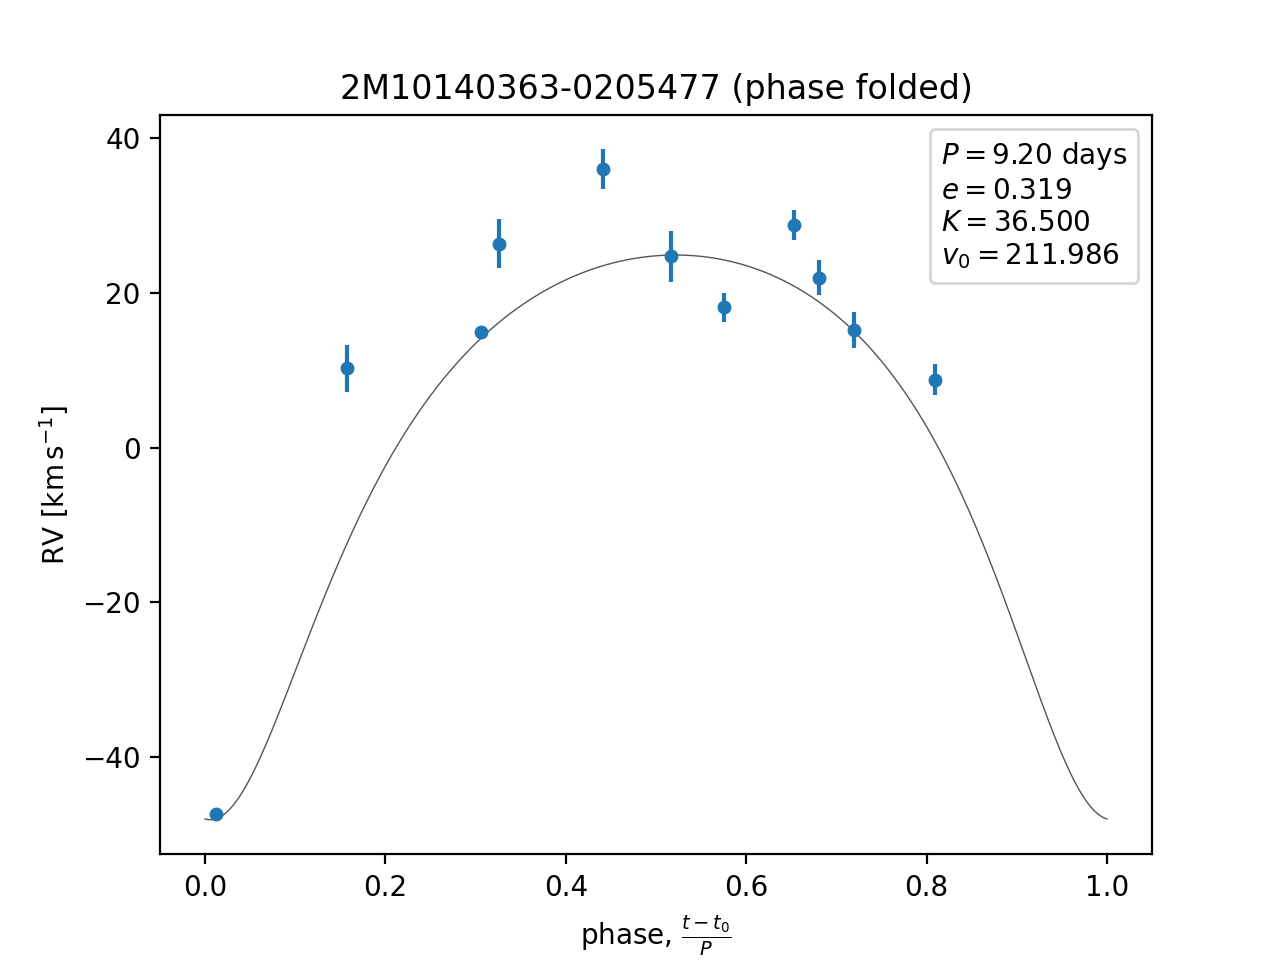 2M10140363-0205477 (phase folded)
P = 9.20 days
e = 0.319
K = 36.500
v₀ = 211.986
40
20
0
−20
−40
RV [km s⁻¹]
0.0 0.2 0.4 0.6 0.8 1.0
phase, (t − t₀)/P